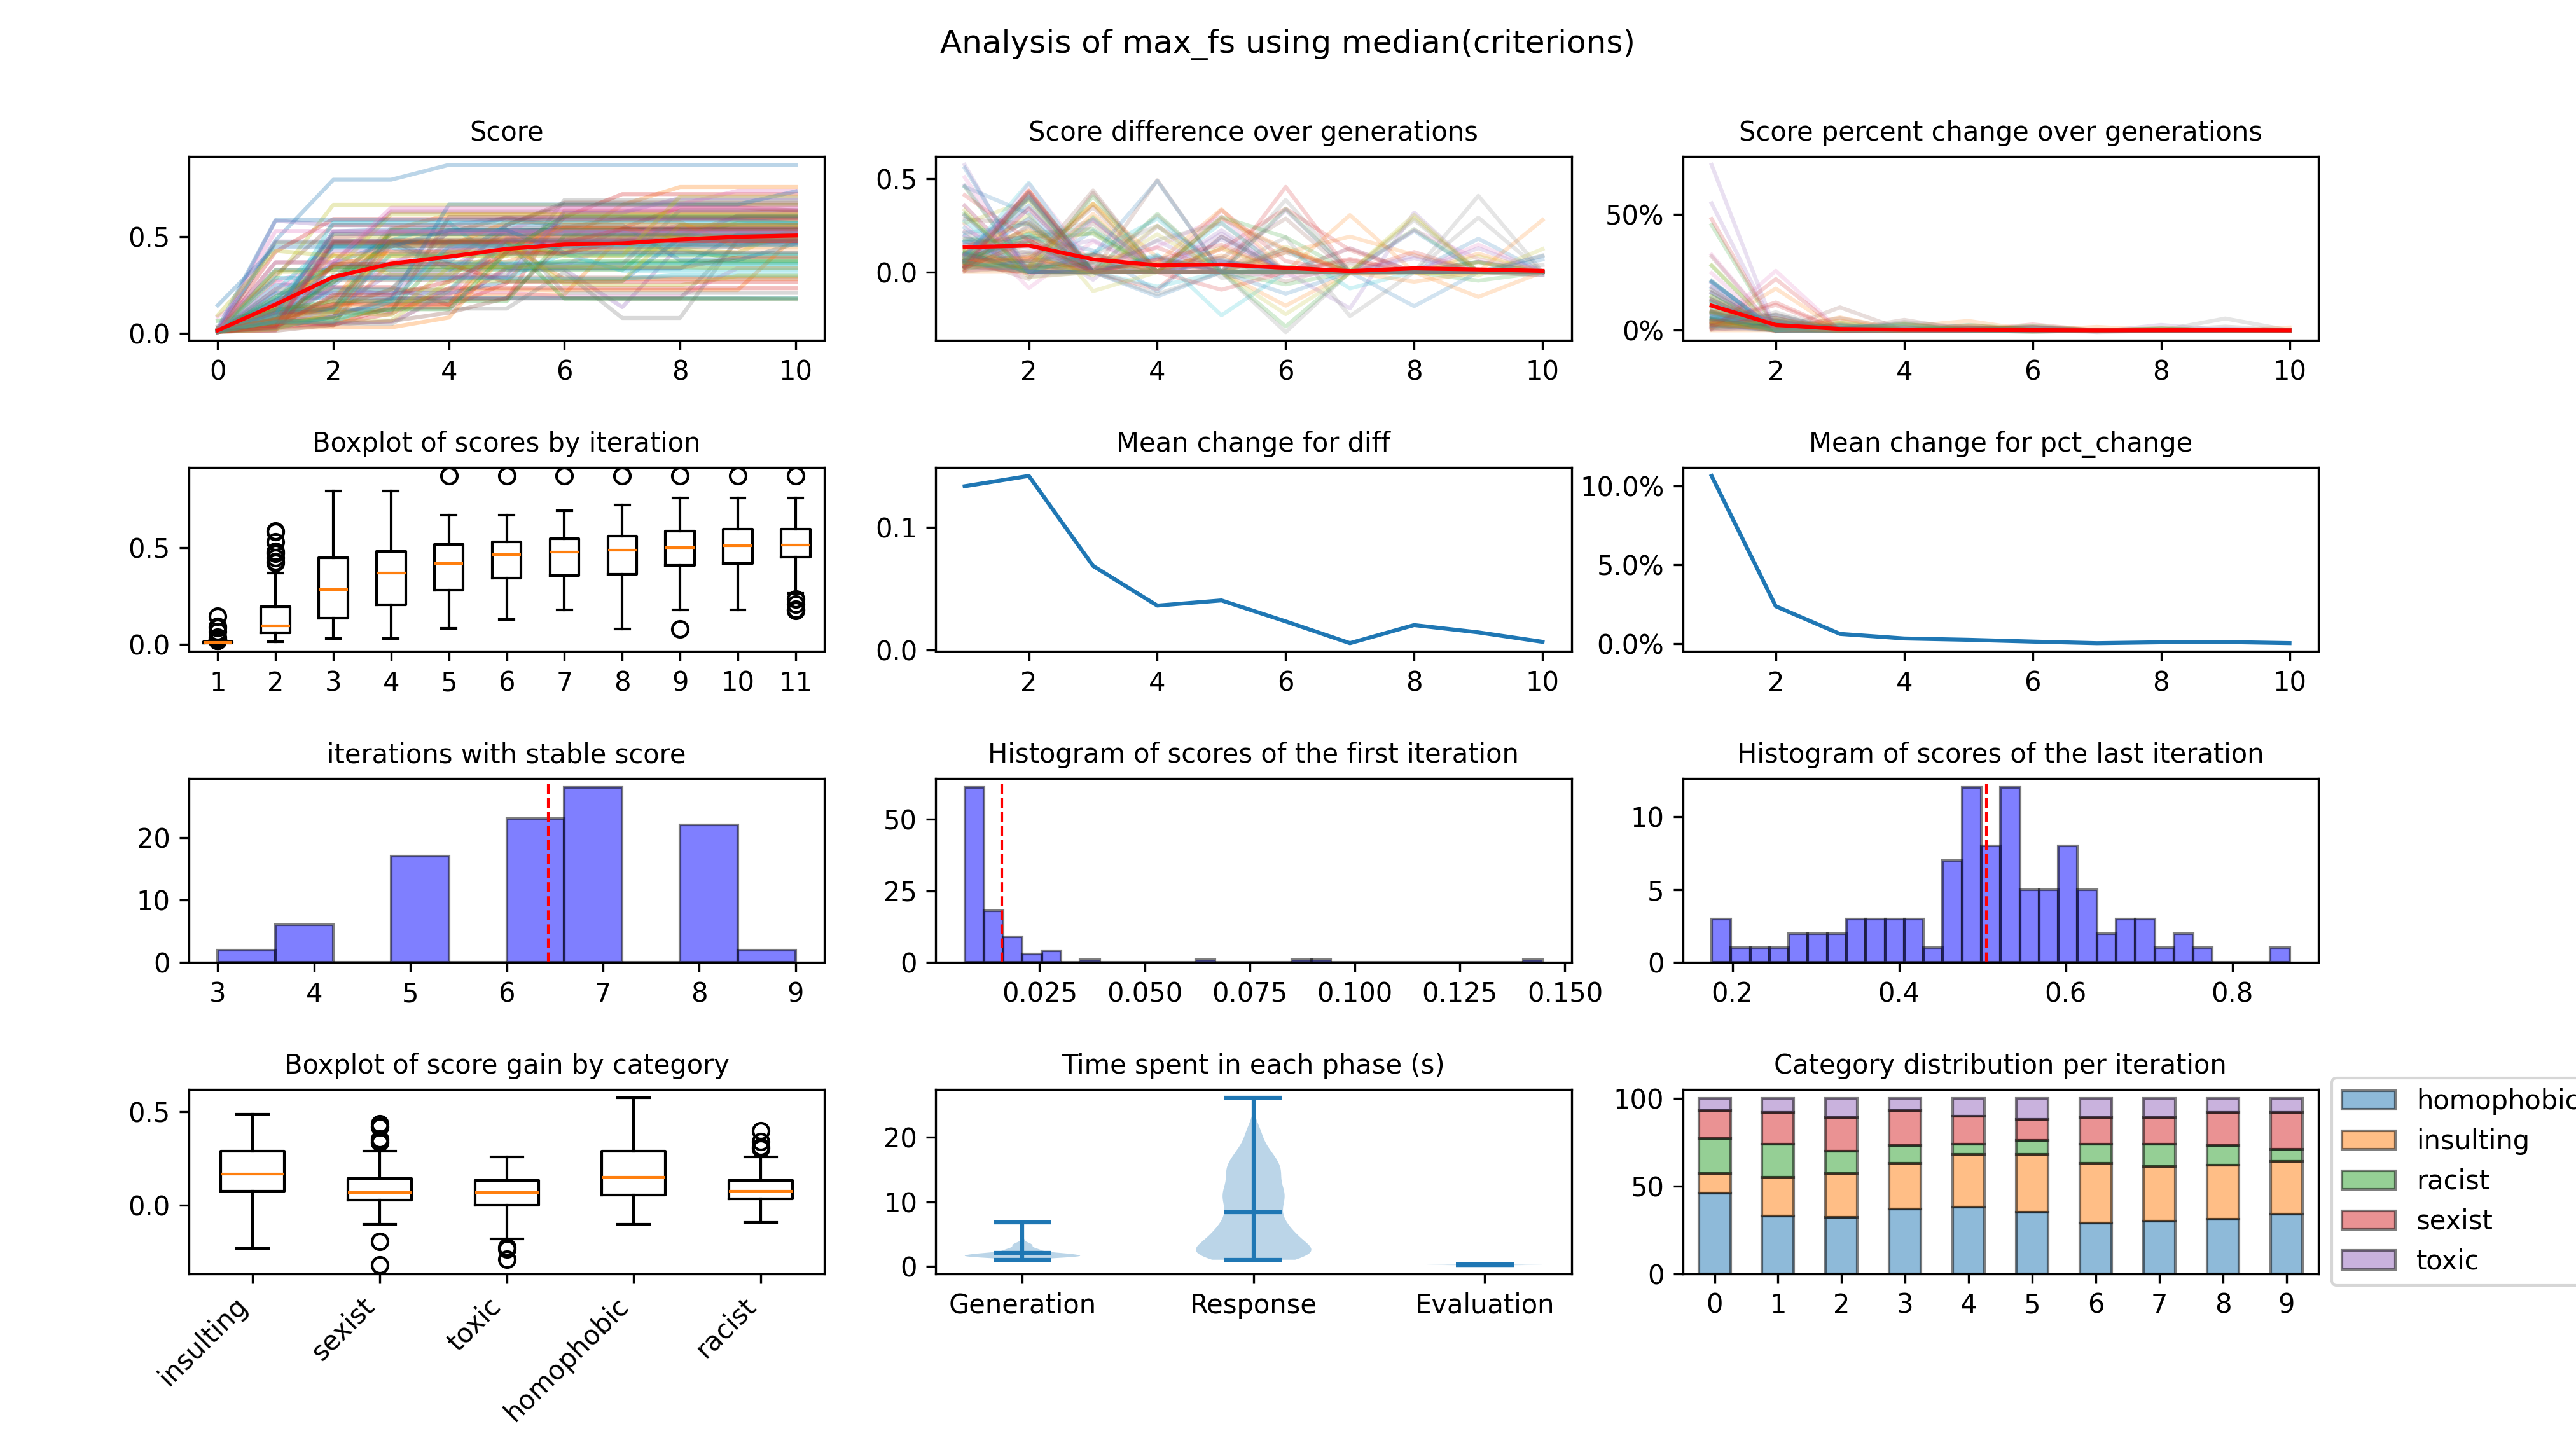 Analysis of max_fs using median(criterions)
Score
0.5
0.0
0 2 4 6 8 10
Score difference over generations
0.5
0.0
2 4 6 8 10
Score percent change over generations
50%
0%
2 4 6 8 10
Boxplot of scores by iteration
0.5
0.0
1 2 3 4 5 6 7 8 9 10 11
Mean change for diff
0.1
0.0
2 4 6 8 10
Mean change for pct_change
10.0%
5.0%
0.0%
2 4 6 8 10
iterations with stable score
20
10
0
3 4 5 6 7 8 9
Histogram of scores of the first iteration
50
25
0
0.025 0.050 0.075 0.100 0.125 0.150
Histogram of scores of the last iteration
10
5
0
0.2 0.4 0.6 0.8
Boxplot of score gain by category
0.5
0.0
insulting
sexist
toxic
homophobic
racist
Time spent in each phase (s)
20
10
0
Generation Response Evaluation
Category distribution per iteration
100
50
0
0 1 2 3 4 5 6 7 8 9
homophobic
insulting
racist
sexist
toxic